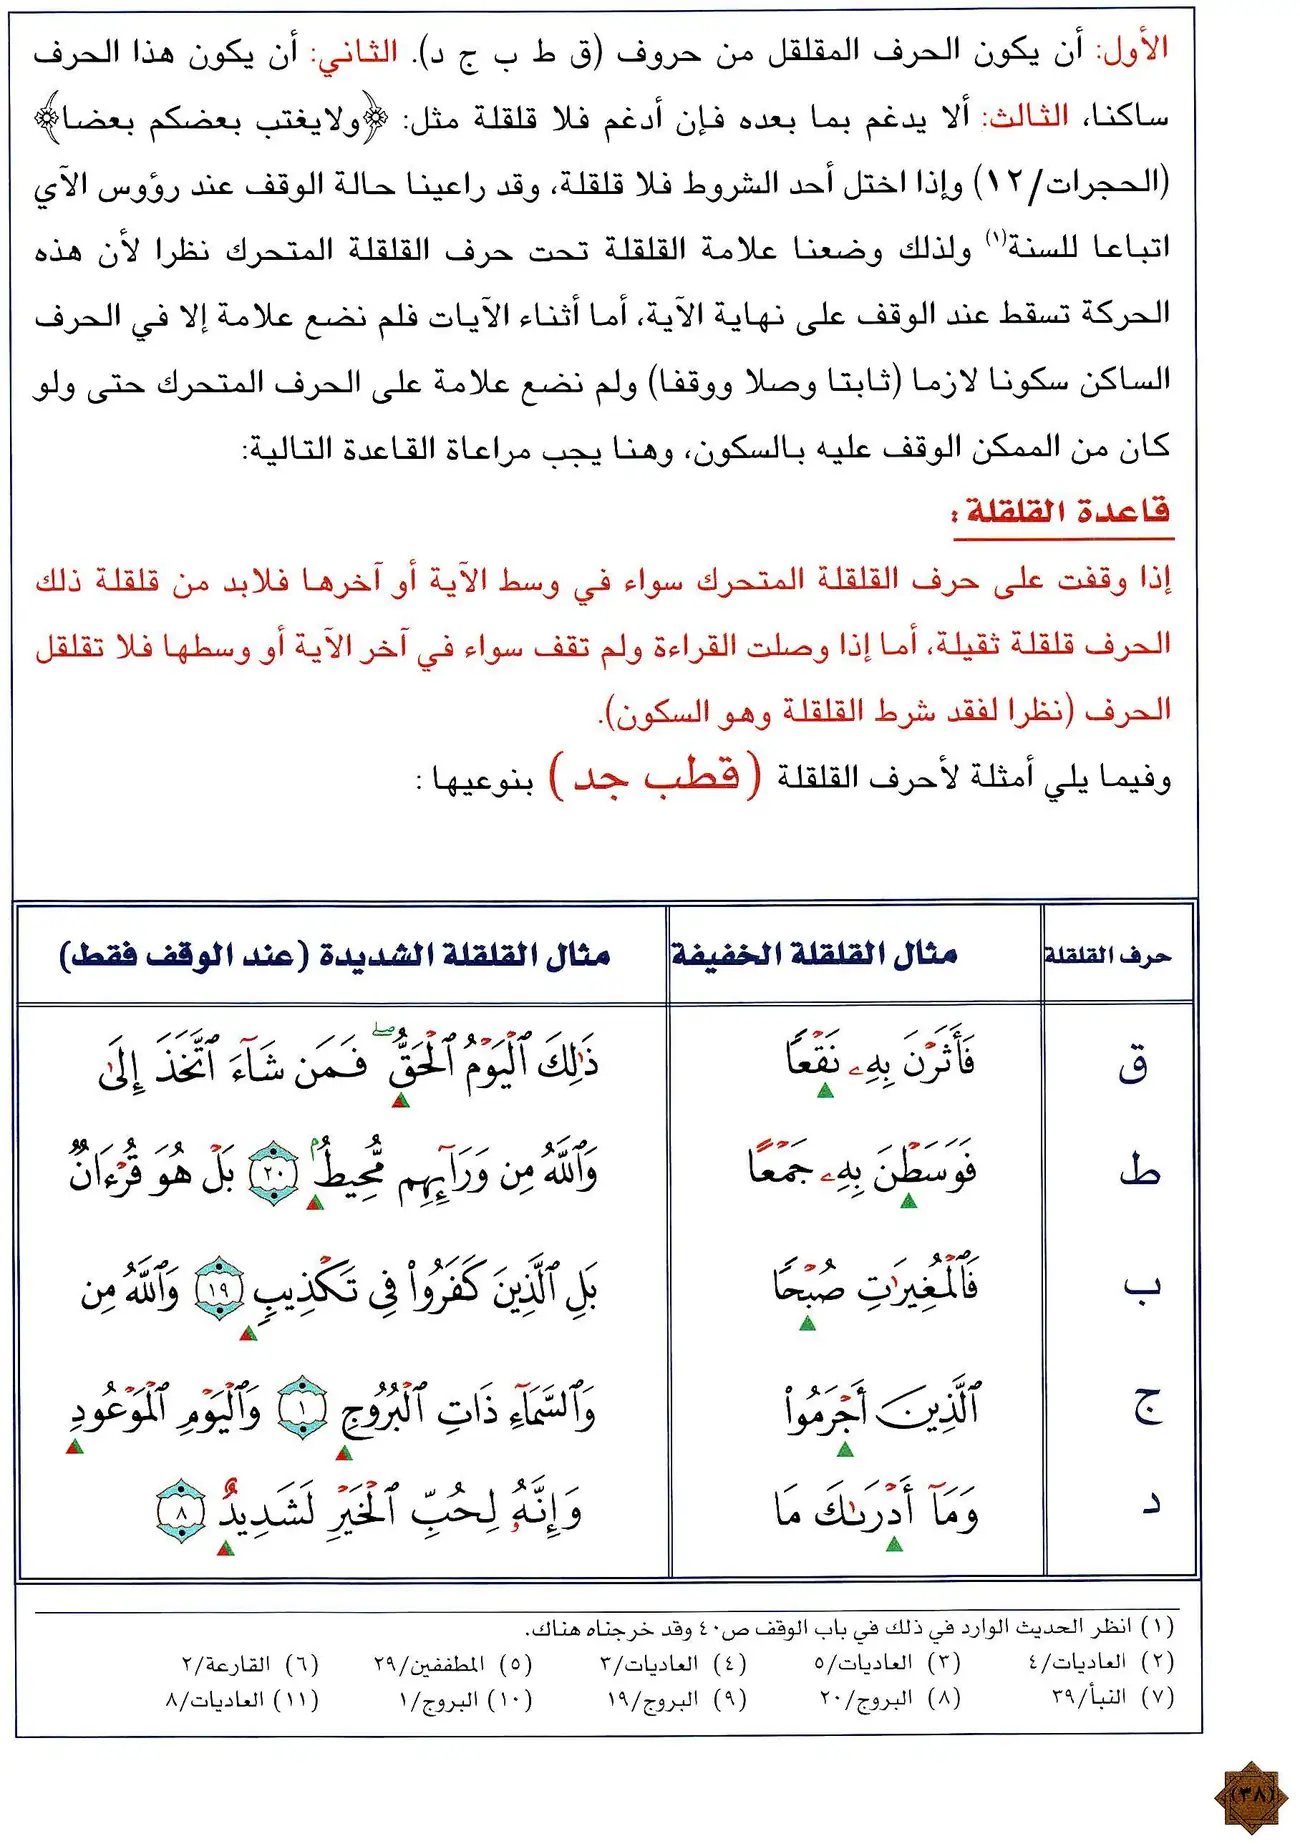 الأول: أن يكون الحرف المقلقل من حروف (ق ط ب ج د). الثاني: أن يكون هذا الحرف
ساكنا، الثالث: ألا يدغم بما بعده فإن أدغم فلا قلقلة مثل: ﴿ولايغتب بعضكم بعضا﴾
(الحجرات/١٢) وإذا اختل أحد الشروط فلا قلقلة، وقد راعينا حالة الوقف عند رؤوس الآي
اتباعا للسنة(١) ولذلك وضعنا علامة القلقلة تحت حرف القلقلة المتحرك نظرا لأن هذه
الحركة تسقط عند الوقف على نهاية الآية، أما أثناء الآيات فلم نضع علامة إلا في الحرف
الساكن سكونا لازما (ثابتا وصلا ووقفا) ولم نضع علامة على الحرف المتحرك حتى ولو
كان من الممكن الوقف عليه بالسكون، وهنا يجب مراعاة القاعدة التالية:
قاعدة القلقلة:
إذا وقفت على حرف القلقلة المتحرك سواء في وسط الآية أو آخرها فلابد من قلقلة ذلك
الحرف قلقلة ثقيلة، أما إذا وصلت القراءة ولم تقف سواء في آخر الآية أو وسطها فلا تقلقل
الحرف (نظرا لفقد شرط القلقلة وهو السكون).
وفيما يلي أمثلة لأحرف القلقلة (قطب جد) بنوعيها:
حرف القلقلة مثال القلقلة الخفيفة مثال القلقلة الشديدة (عند الوقف فقط)
ق فَأَثَرْنَ بِهِۦ نَقْعًا ذَٰلِكَ ٱلْيَوْمُ ٱلْحَقُّ ۖ فَمَن شَآءَ ٱتَّخَذَ إِلَىٰ
ط فَوَسَطْنَ بِهِۦ جَمْعًا وَٱللَّهُ مِن وَرَآئِهِم مُّحِيطٌۢ ٢٠ بَلْ هُوَ قُرْءَانٌ
ب فَٱلْمُغِيرَٰتِ صُبْحًا بَلِ ٱلَّذِينَ كَفَرُوا۟ فِى تَكْذِيبٍ ١٩ وَٱللَّهُ مِن
ج ٱلَّذِينَ أَجْرَمُوا۟ وَٱلسَّمَآءِ ذَاتِ ٱلْبُرُوجِ ١ وَٱلْيَوْمِ ٱلْمَوْعُودِ
د وَمَآ أَدْرَىٰكَ مَا وَإِنَّهُۥ لِحُبِّ ٱلْخَيْرِ لَشَدِيدٌ ٨
(١) انظر الحديث الوارد في ذلك في باب الوقف ص٤٠ وقد خرجناه هناك.
(٢) العاديات/٤ (٣) العاديات/٥ (٤) العاديات/٣ (٥) المطففين/٢٩ (٦) القارعة/٢
(٧) النبأ/٣٩ (٨) البروج/٢٠ (٩) البروج/١٩ (١٠) البروج/١ (١١) العاديات/٨
(٣٨)